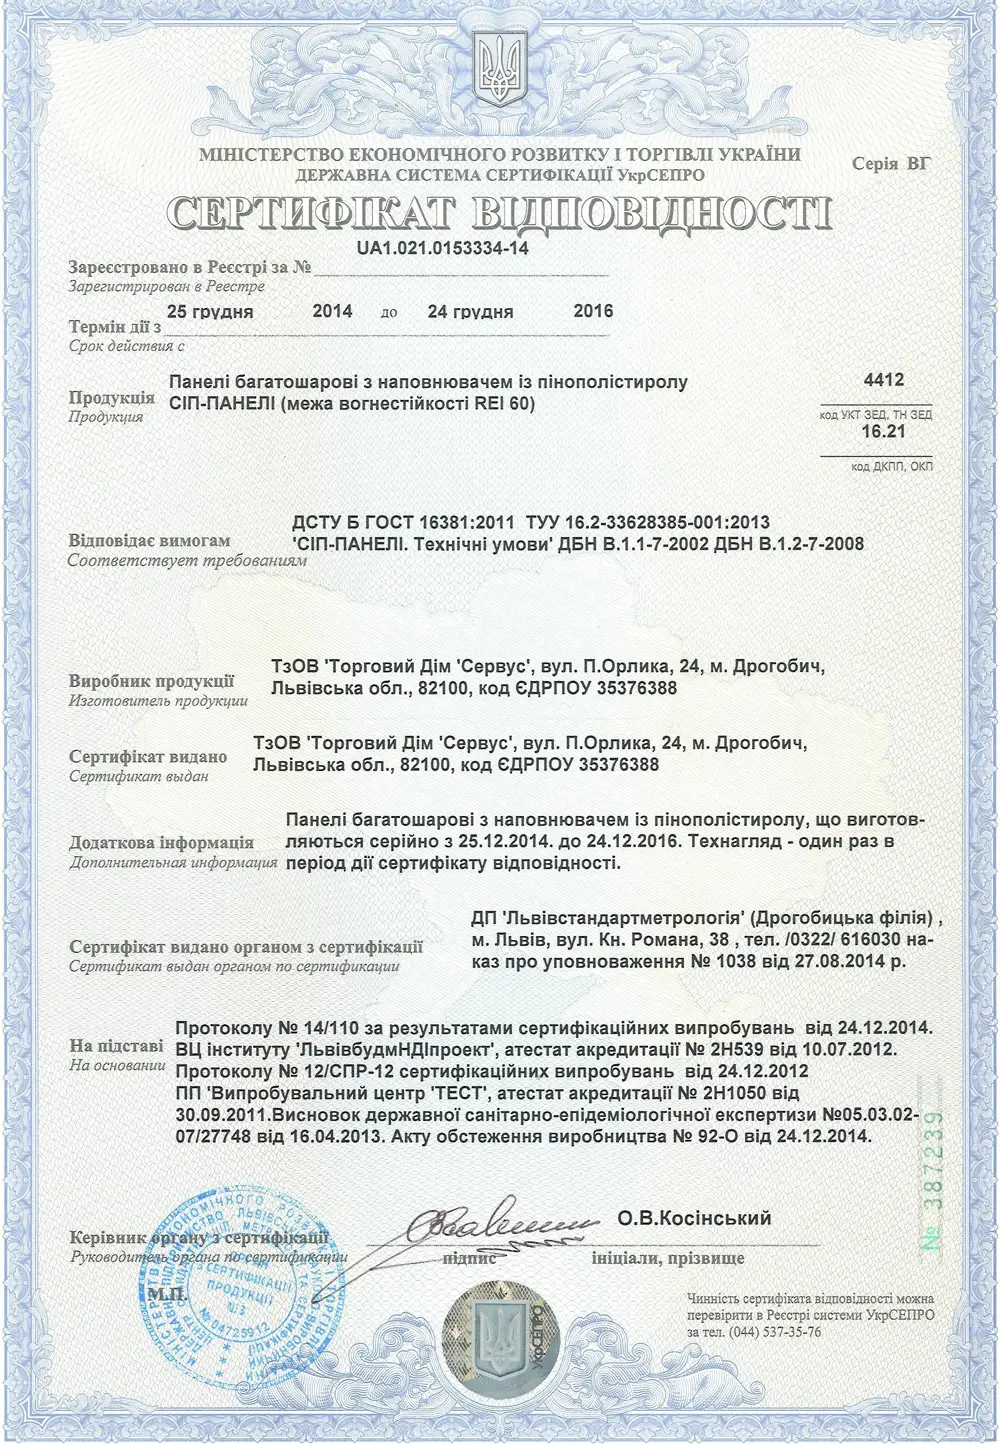 МІНІСТЕРСТВО ЕКОНОМІЧНОГО РОЗВИТКУ І ТОРГІВЛІ УКРАЇНИ
ДЕРЖАВНА СИСТЕМА СЕРТИФІКАЦІЇ УкрСЕПРО
Серія ВГ
СЕРТИФІКАТ ВІДПОВІДНОСТІ
UA1.021.0153334-14
Зареєстровано в Реєстрі за №
Зарегистрирован в Реестре
25 грудня 2014 до 24 грудня 2016
Термін дії з
Срок действия с
Панелі багатошарові з наповнювачем із пінополістиролу
СІП-ПАНЕЛІ (межа вогнестійкості REI 60)
Продукція
Продукция
4412
код УКТ ЗЕД, ТН ЗЕД
16.21
код ДКПП, ОКП
ДСТУ Б ГОСТ 16381:2011 ТУУ 16.2-33628385-001:2013
'СІП-ПАНЕЛІ. Технічні умови' ДБН В.1.1-7-2002 ДБН В.1.2-7-2008
Відповідає вимогам
Соответствует требованиям
ТзОВ 'Торговий Дім 'Сервус', вул. П.Орлика, 24, м. Дрогобич,
Львівська обл., 82100, код ЄДРПОУ 35376388
Виробник продукції
Изготовитель продукции
ТзОВ 'Торговий Дім 'Сервус', вул. П.Орлика, 24, м. Дрогобич,
Львівська обл., 82100, код ЄДРПОУ 35376388
Сертифікат видано
Сертификат выдан
Панелі багатошарові з наповнювачем із пінополістиролу, що виготов-
ляються серійно з 25.12.2014. до 24.12.2016. Технагляд - один раз в
період дії сертифікату відповідності.
Додаткова інформація
Дополнительная информация
ДП 'Львівстандартметрологія' (Дрогобицька філія) ,
м. Львів, вул. Кн. Романа, 38 , тел. /0322/ 616030 на-
каз про уповноваження № 1038 від 27.08.2014 р.
Сертифікат видано органом з сертифікації
Сертификат выдан органом по сертификации
Протоколу № 14/110 за результатами сертифікаційних випробувань від 24.12.2014.
ВЦ інституту 'ЛьвівбудмНДІпроект', атестат акредитації № 2Н539 від 10.07.2012.
Протоколу № 12/СПР-12 сертифікаційних випробувань від 24.12.2012
ПП 'Випробувальний центр 'ТЕСТ', атестат акредитації № 2Н1050 від
30.09.2011.Висновок державної санітарно-епідеміологічної експертизи №05.03.02-
07/27748 від 16.04.2013. Акту обстеження виробництва № 92-О від 24.12.2014.
На підставі
На основании
№ 387239
О.В.Косінський
Керівник органу з сертифікації
Руководитель органа по сертификации
підпис ініціали, прізвище
М.П.
СЕРТИФІКАЦІЇ
ПРОДУКЦІЇ
№3
№ 04725912
УкрСЕПРО
Чинність сертифіката відповідності можна
перевірити в Реєстрі системи УкрСЕПРО
за тел. (044) 537-35-76